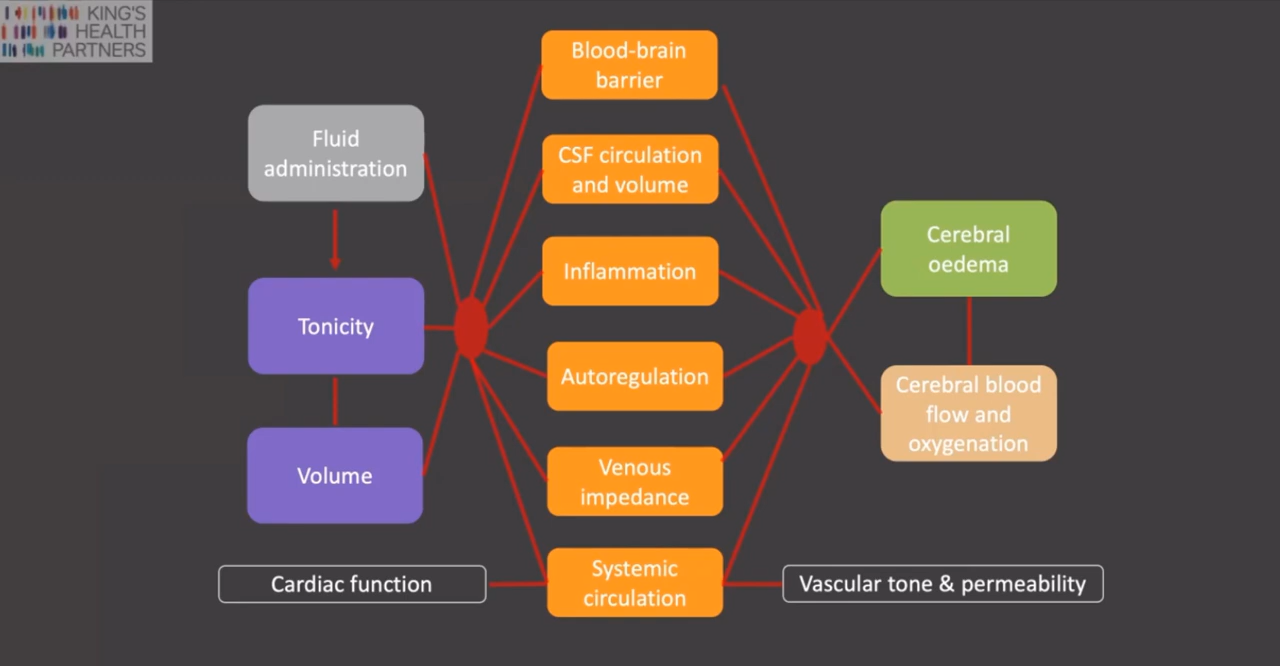 KING'S
HEALTH
PARTNERS
Blood-brain
barrier
Fluid
administration
CSF circulation
and volume
Cerebral
oedema
Inflammation
Tonicity
Autoregulation
Cerebral blood
flow and
oxygenation
Volume
Venous
impedance
Cardiac function
Systemic
circulation
Vascular tone & permeability